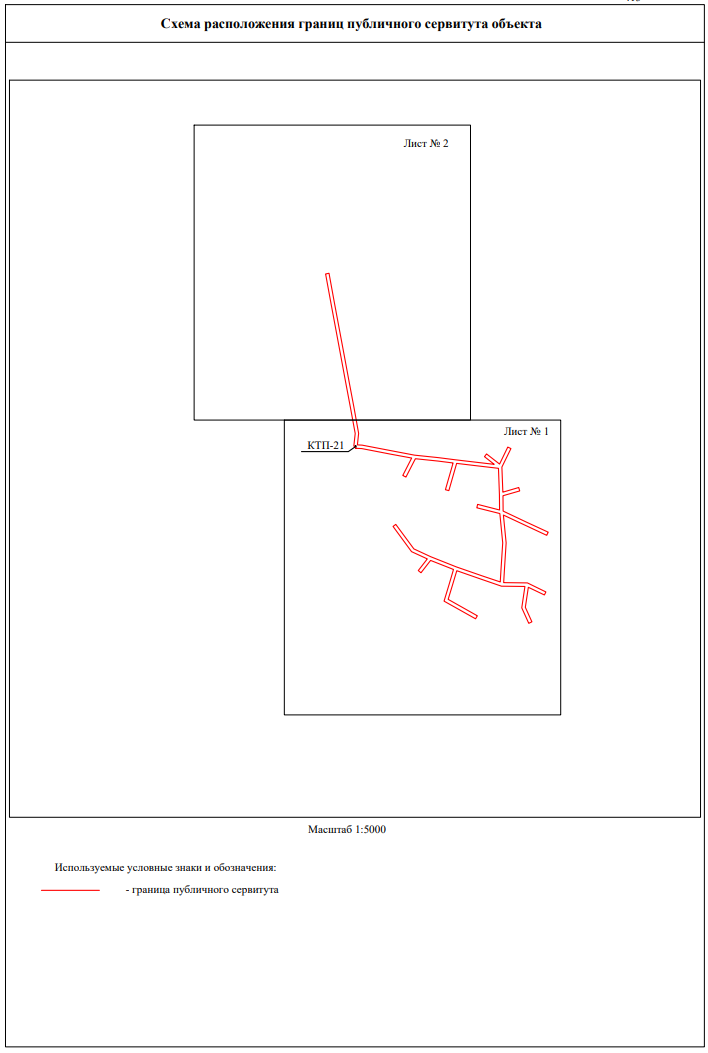 Схема расположения границ публичного сервитута объекта
Лист № 2
Лист № 1
КТП-21
Масштаб 1:5000
Используемые условные знаки и обозначения:
- граница публичного сервитута